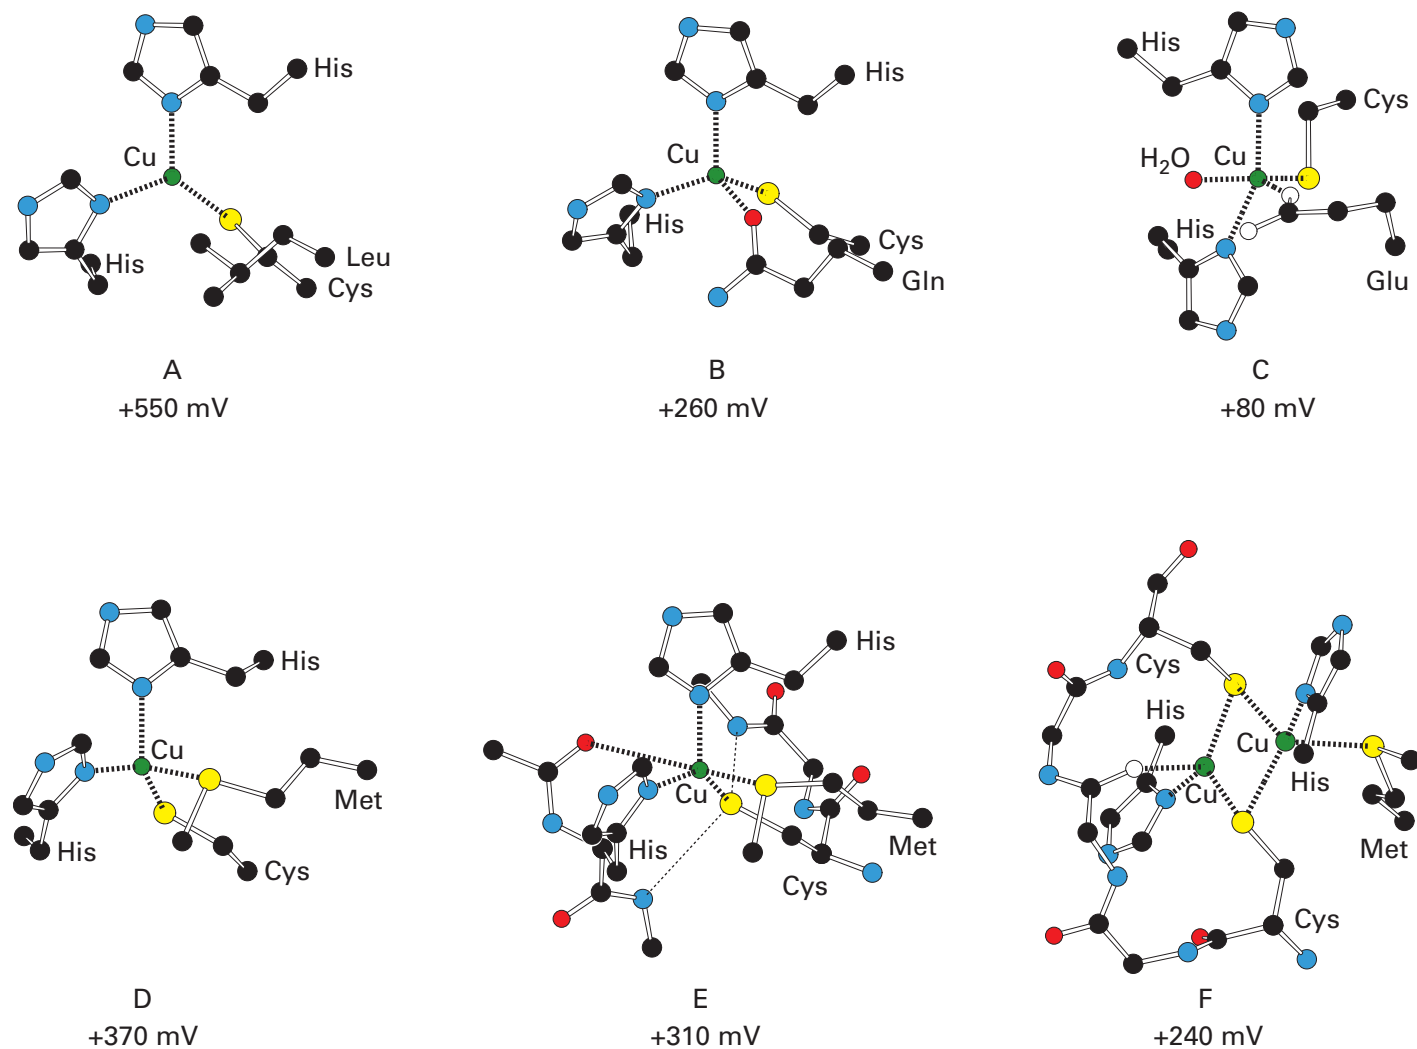 His
Cu
His
Leu
Cys
A
+550 mV
His
Cu
His
Cys
Gln
B
+260 mV
His
Cys
H2O
Cu
His
Glu
C
+80 mV
His
Cu
Met
His
Cys
D
+370 mV
His
Cu
His
Met
Cys
E
+310 mV
Cys
His
Cu
His
Cu
Met
Cys
F
+240 mV